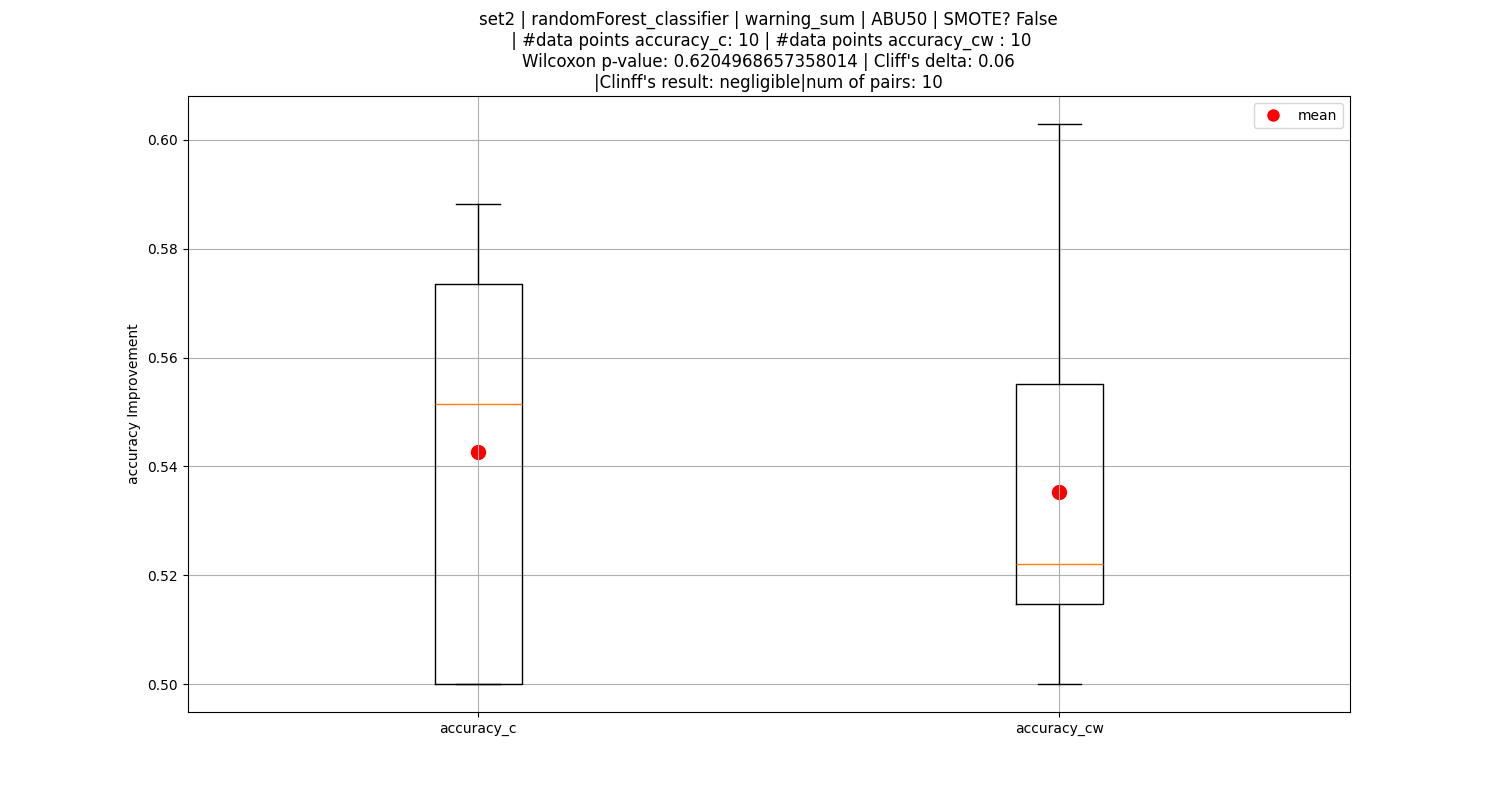 set2 | randomForest_classifier | warning_sum | ABU50 | SMOTE? False
| #data points accuracy_c: 10 | #data points accuracy_cw : 10
Wilcoxon p-value: 0.6204968657358014 | Cliff's delta: 0.06
|Clinff's result: negligible|num of pairs: 10
mean
0.60
0.58
0.56
0.54
0.52
0.50
accuracy Improvement
accuracy_c
accuracy_cw